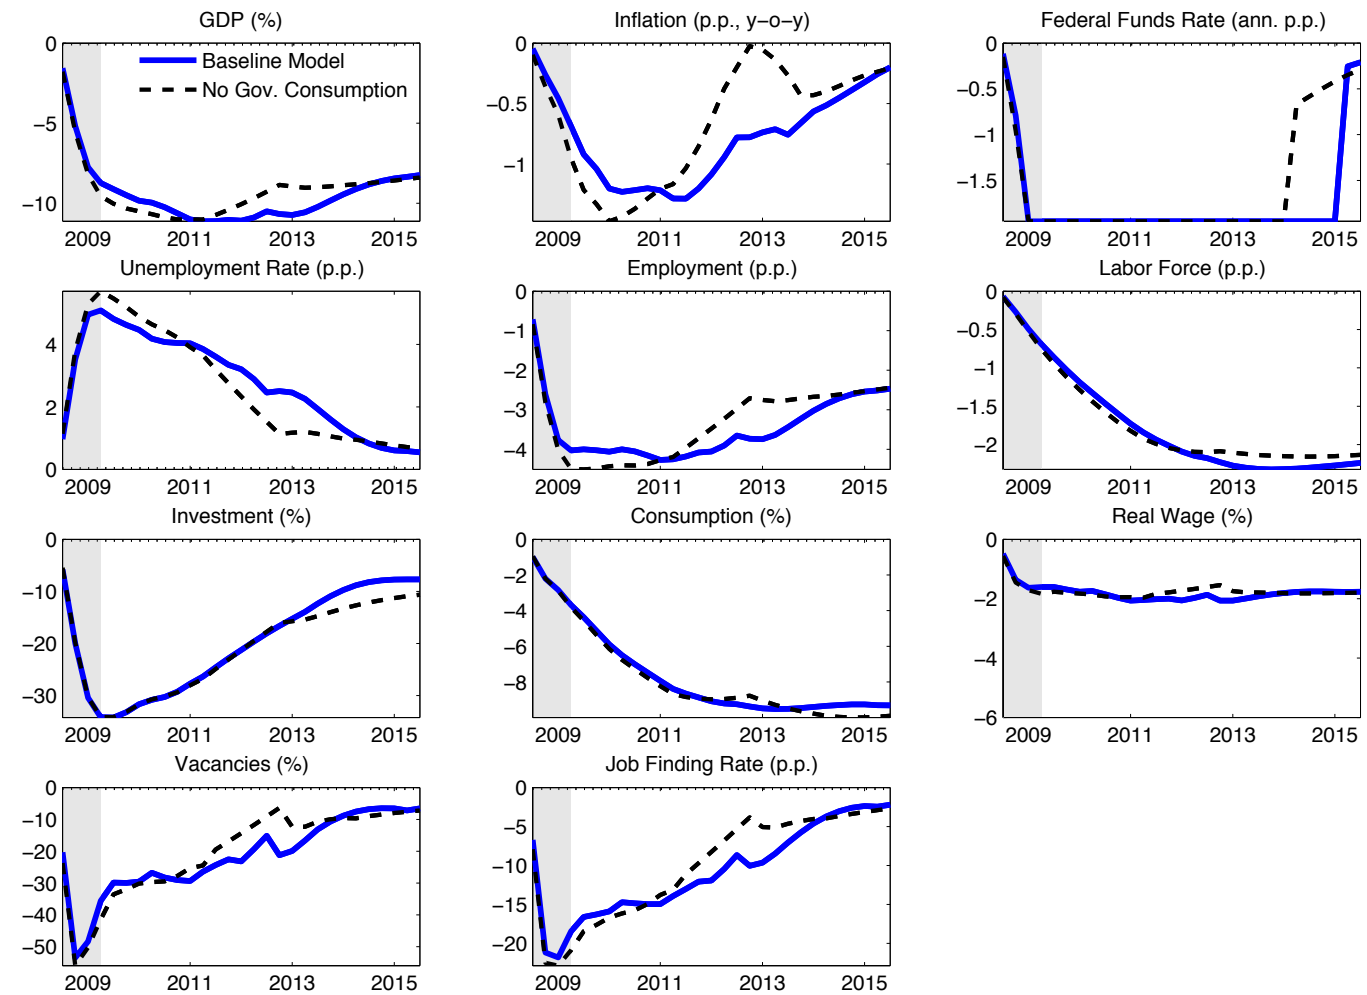 GDP (%)
0
−5
−10
2009 2011 2013 2015
Baseline Model
No Gov. Consumption
Inflation (p.p., y−o−y)
0
−0.5
−1
2009 2011 2013 2015
Federal Funds Rate (ann. p.p.)
0
−0.5
−1
−1.5
2009 2011 2013 2015
Unemployment Rate (p.p.)
4
2
0
2009 2011 2013 2015
Employment (p.p.)
0
−1
−2
−3
−4
2009 2011 2013 2015
Labor Force (p.p.)
0
−0.5
−1
−1.5
−2
2009 2011 2013 2015
Investment (%)
0
−10
−20
−30
2009 2011 2013 2015
Consumption (%)
0
−2
−4
−6
−8
2009 2011 2013 2015
Real Wage (%)
0
−2
−4
−6
2009 2011 2013 2015
Vacancies (%)
0
−10
−20
−30
−40
−50
2009 2011 2013 2015
Job Finding Rate (p.p.)
0
−5
−10
−15
−20
2009 2011 2013 2015